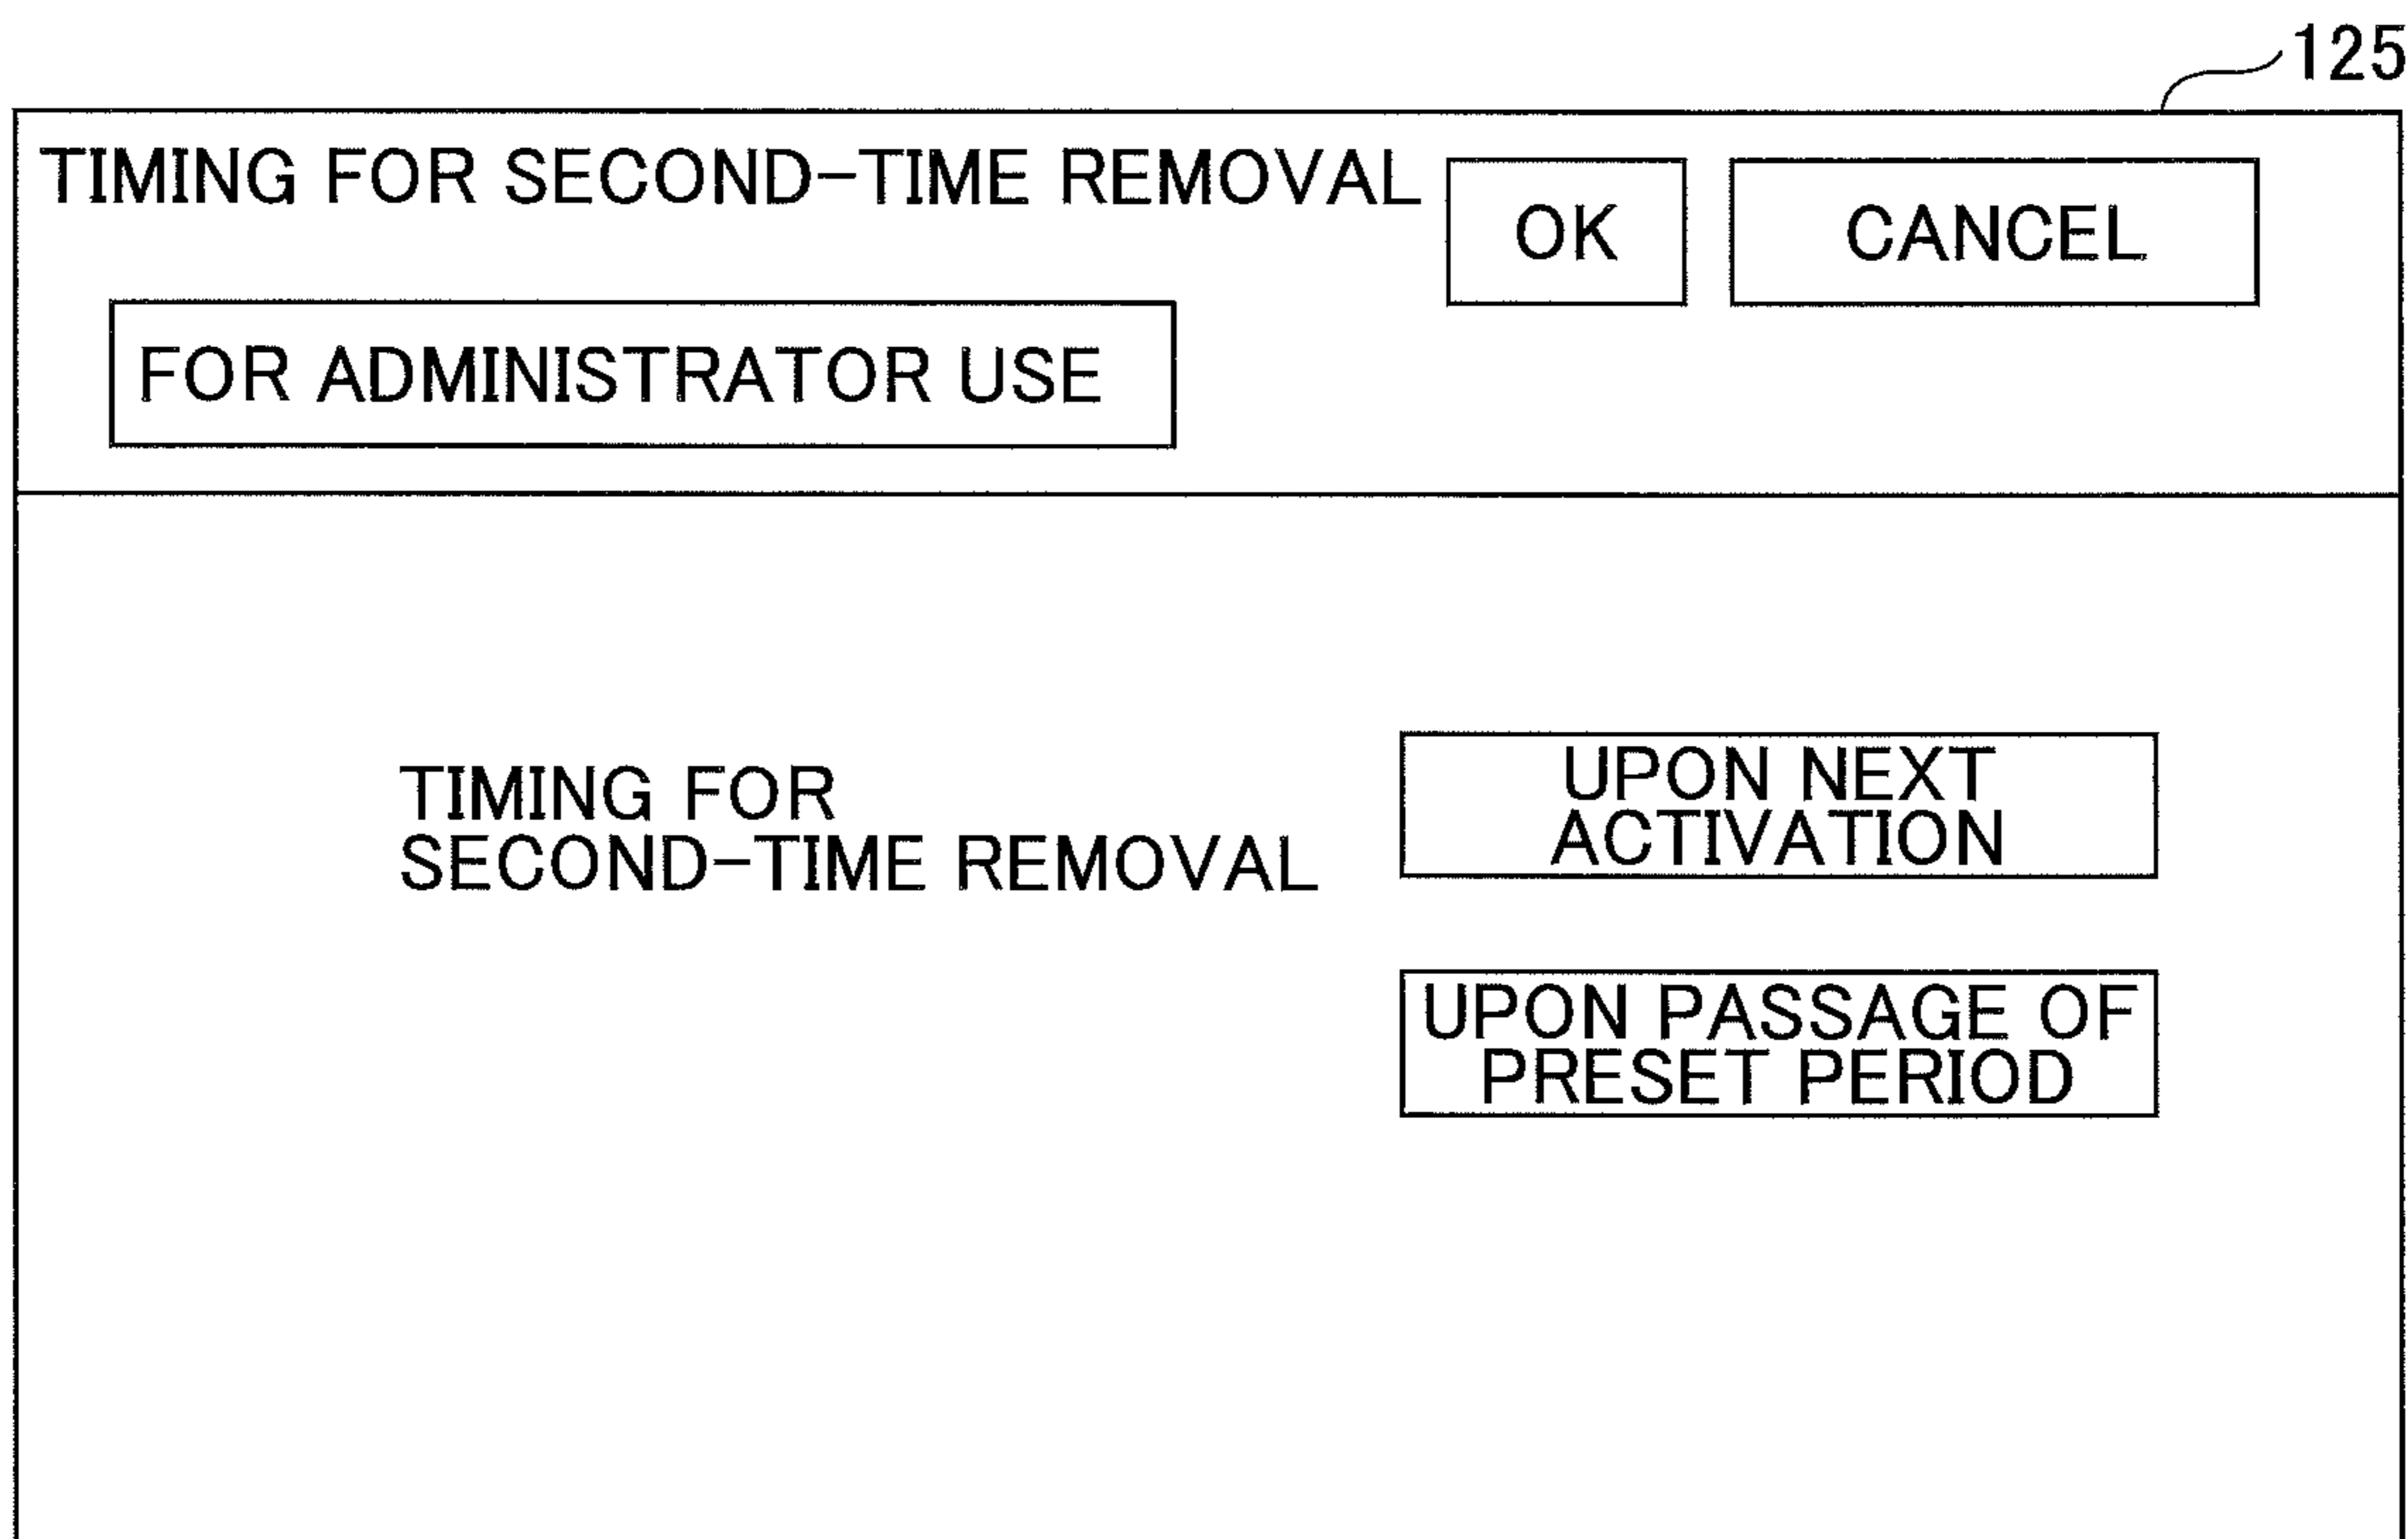 125
TIMING FOR SECOND-TIME REMOVAL
OK
CANCEL
FOR ADMINISTRATOR USE
TIMING FOR
SECOND-TIME REMOVAL
UPON NEXT
ACTIVATION
UPON PASSAGE OF
PRESET PERIOD